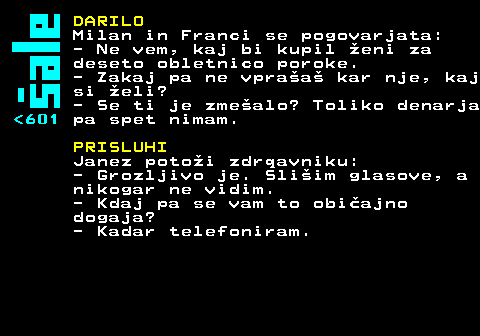 Šale
<601
DARILO
Milan in Franci se pogovarjata:
- Ne vem, kaj bi kupil ženi za
deseto obletnico poroke.
- Zakaj pa ne vprašaš kar nje, kaj
si želi?
- Se ti je zmešalo? Toliko denarja
pa spet nimam.
PRISLUHI
Janez potoži zdrqavniku:
- Grozljivo je. Slišim glasove, a
nikogar ne vidim.
- Kdaj pa se vam to običajno
dogaja?
- Kadar telefoniram.